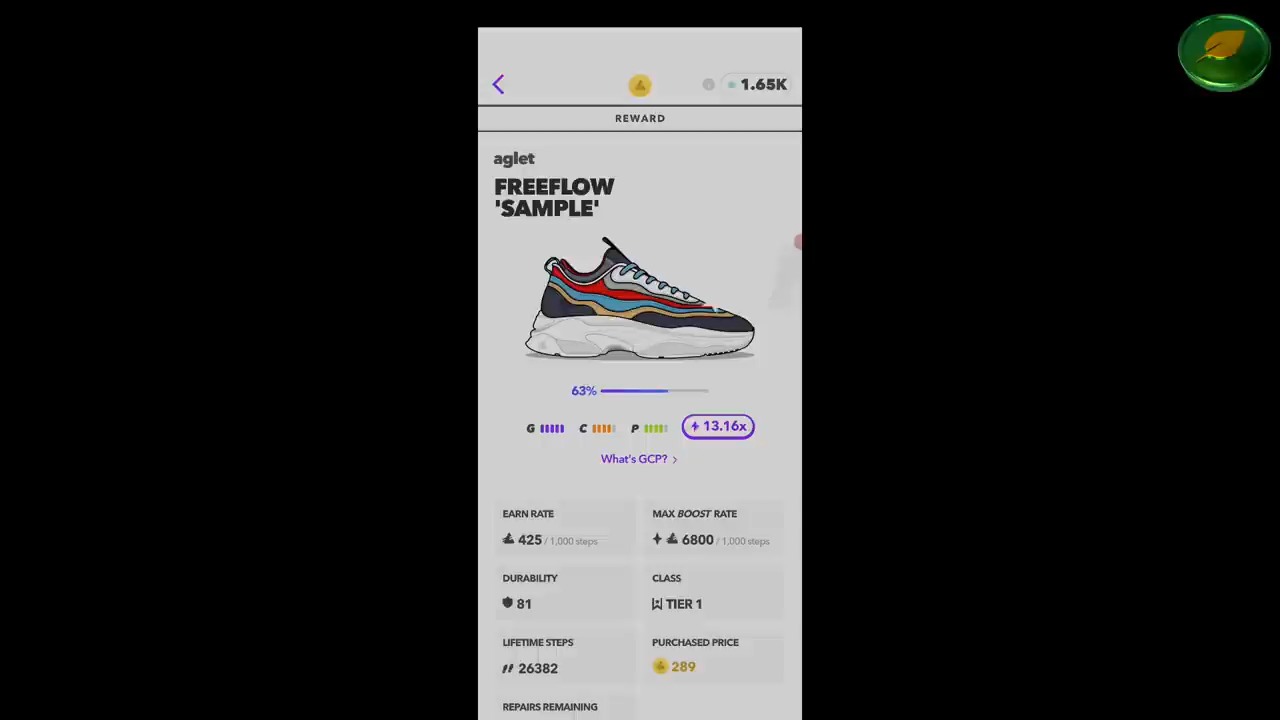 1.65K
REWARD
aglet
FREEFLOW
'SAMPLE'
63%
G C P 13.16x
What's GCP? >
EARN RATE MAX BOOST RATE
425 / 1,000 steps 6800 / 1,000 steps
DURABILITY CLASS
81 TIER 1
LIFETIME STEPS PURCHASED PRICE
26382 289
REPAIRS REMAINING